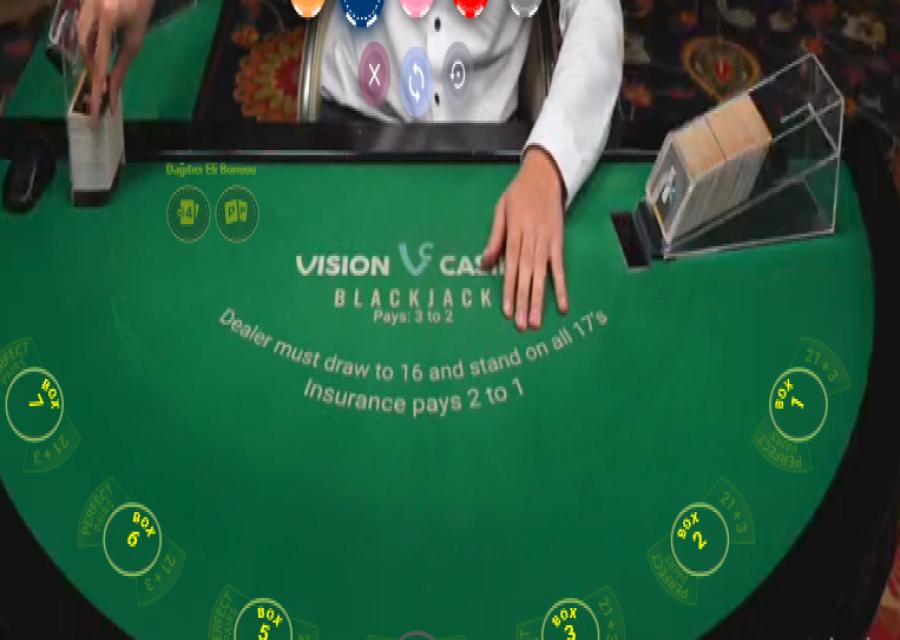 Dağıtıcı Eli Bonusu
VISION VC CASI
BLACKJACK
Pays: 3 to 2
Dealer must draw to 16 and stand on all 17's
Insurance pays 2 to 1
PERFECT
PAIRS
BOX
7
21+3
21+3
BOX
1
PERFECT
PAIRS
PERFECT
PAIRS
BOX
6
21+3
21+3
BOX
2
PERFECT
PERFECT
BOX
5
BOX
3
21+3